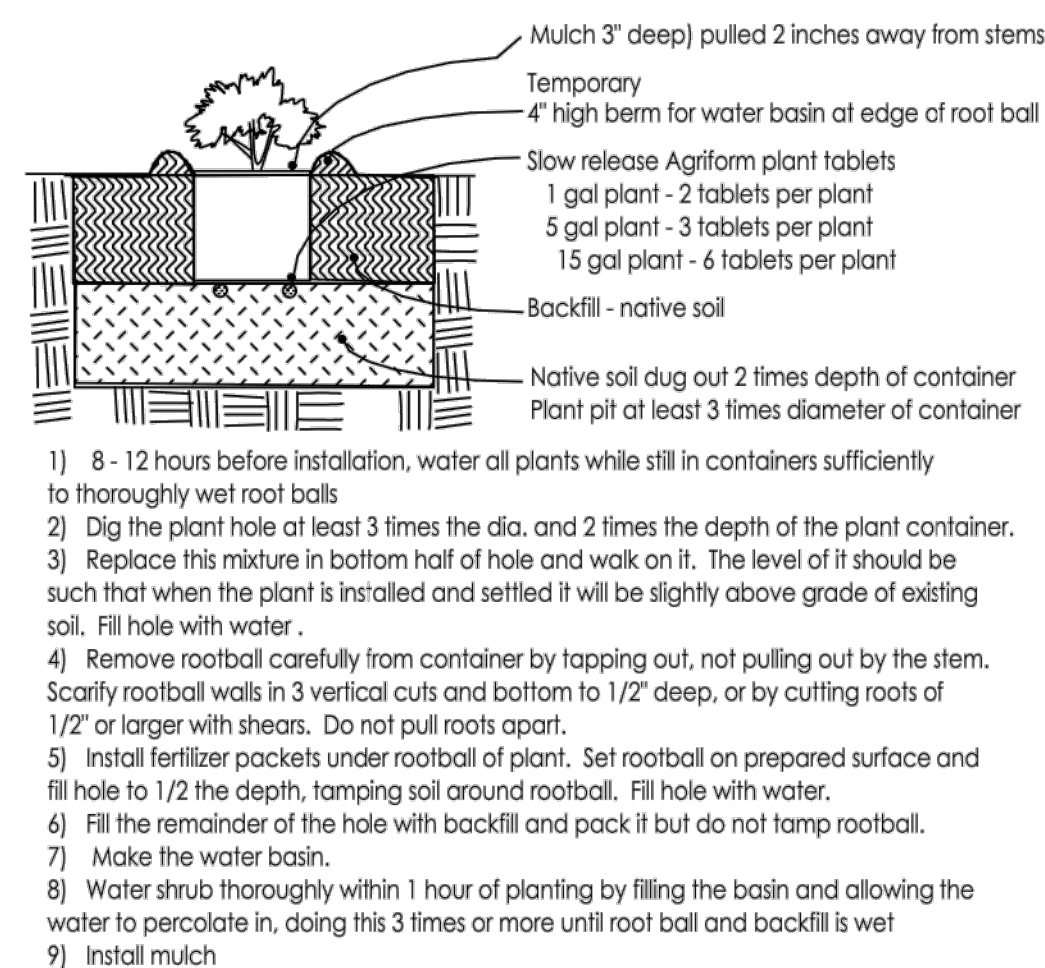 Mulch 3" deep) pulled 2 inches away from stems
Temporary
4" high berm for water basin at edge of root ball
Slow release Agriform plant tablets
1 gal plant - 2 tablets per plant
5 gal plant - 3 tablets per plant
15 gal plant - 6 tablets per plant
Backfill - native soil
Native soil dug out 2 times depth of container
Plant pit at least 3 times diameter of container
1) 8 - 12 hours before installation, water all plants while still in containers sufficiently
to thoroughly wet root balls
2) Dig the plant hole at least 3 times the dia. and 2 times the depth of the plant container.
3) Replace this mixture in bottom half of hole and walk on it. The level of it should be
such that when the plant is installed and settled it will be slightly above grade of existing
soil. Fill hole with water .
4) Remove rootball carefully from container by tapping out, not pulling out by the stem.
Scarify rootball walls in 3 vertical cuts and bottom to 1/2" deep, or by cutting roots of
1/2" or larger with shears. Do not pull roots apart.
5) Install fertilizer packets under rootball of plant. Set rootball on prepared surface and
fill hole to 1/2 the depth, tamping soil around rootball. Fill hole with water.
6) Fill the remainder of the hole with backfill and pack it but do not tamp rootball.
7) Make the water basin.
8) Water shrub thoroughly within 1 hour of planting by filling the basin and allowing the
water to percolate in, doing this 3 times or more until root ball and backfill is wet
9) Install mulch